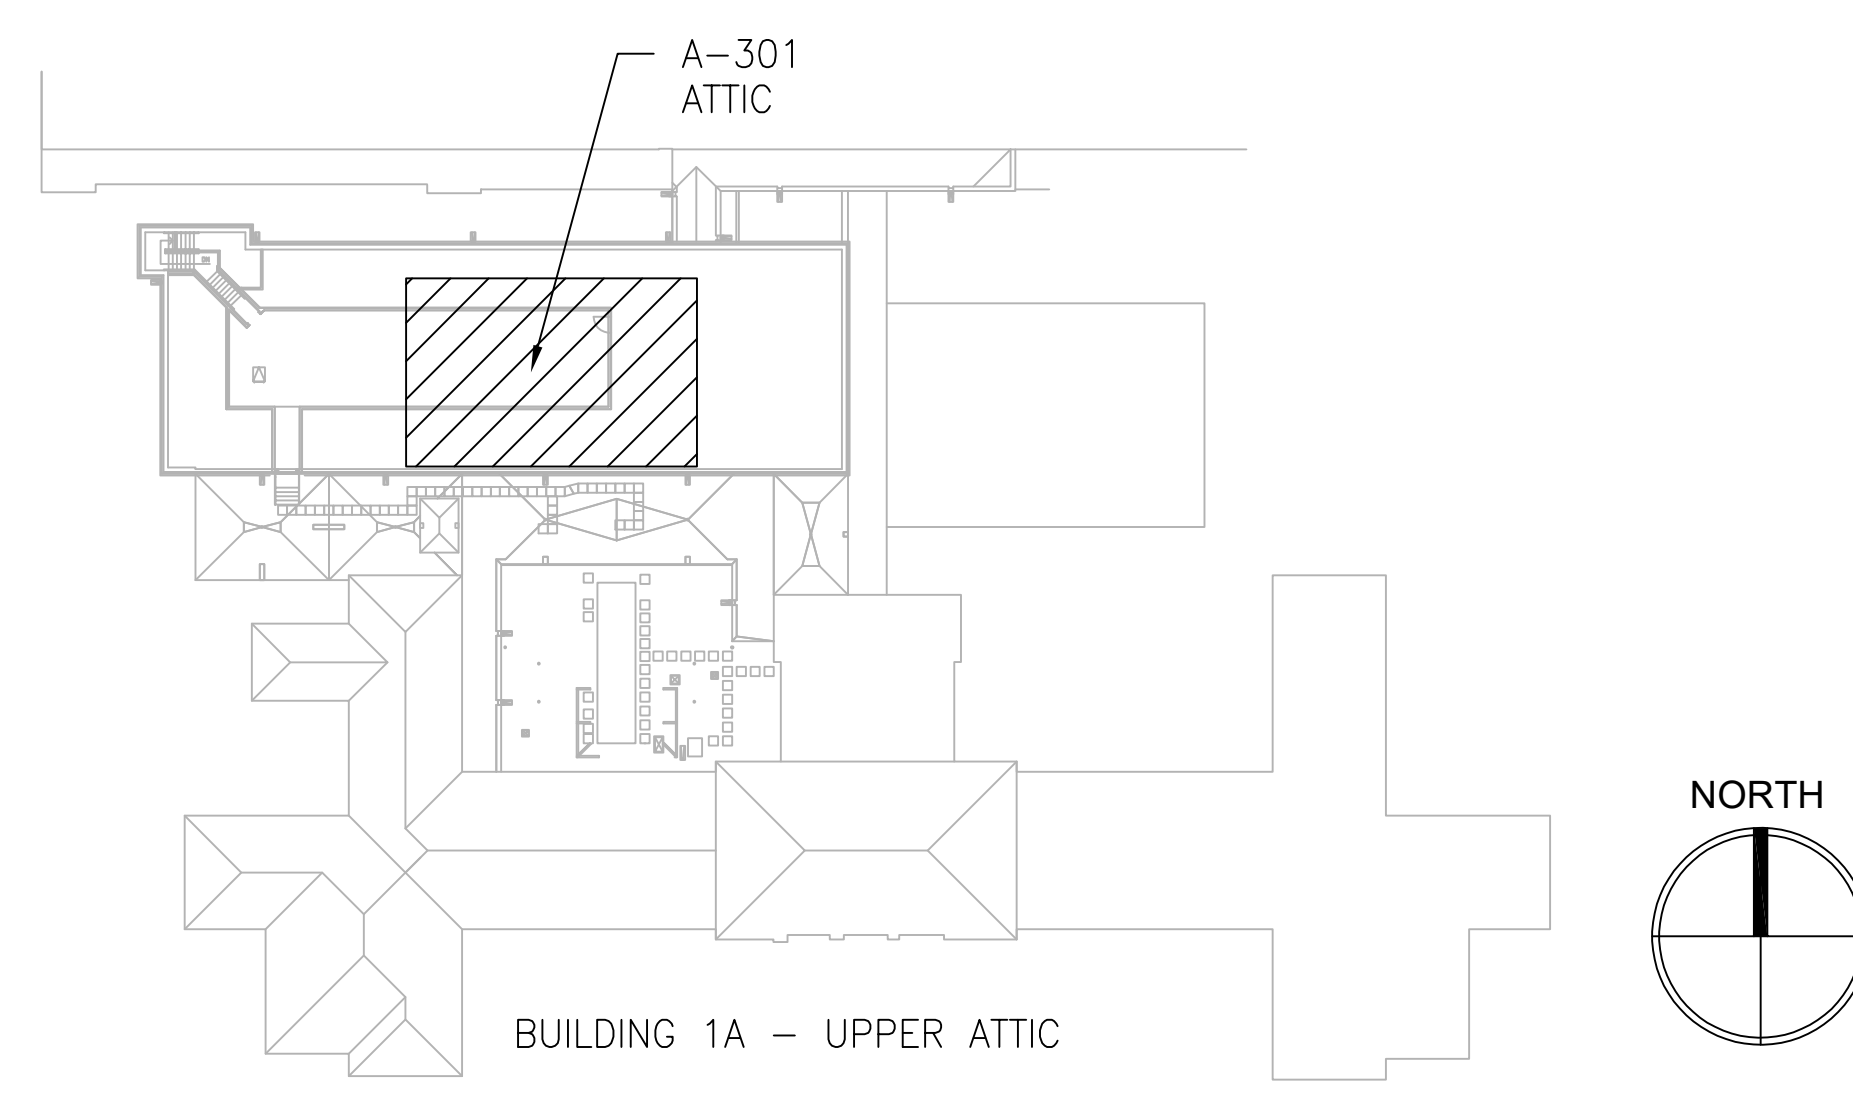 A-301
ATTIC
NORTH
BUILDING 1A - UPPER ATTIC